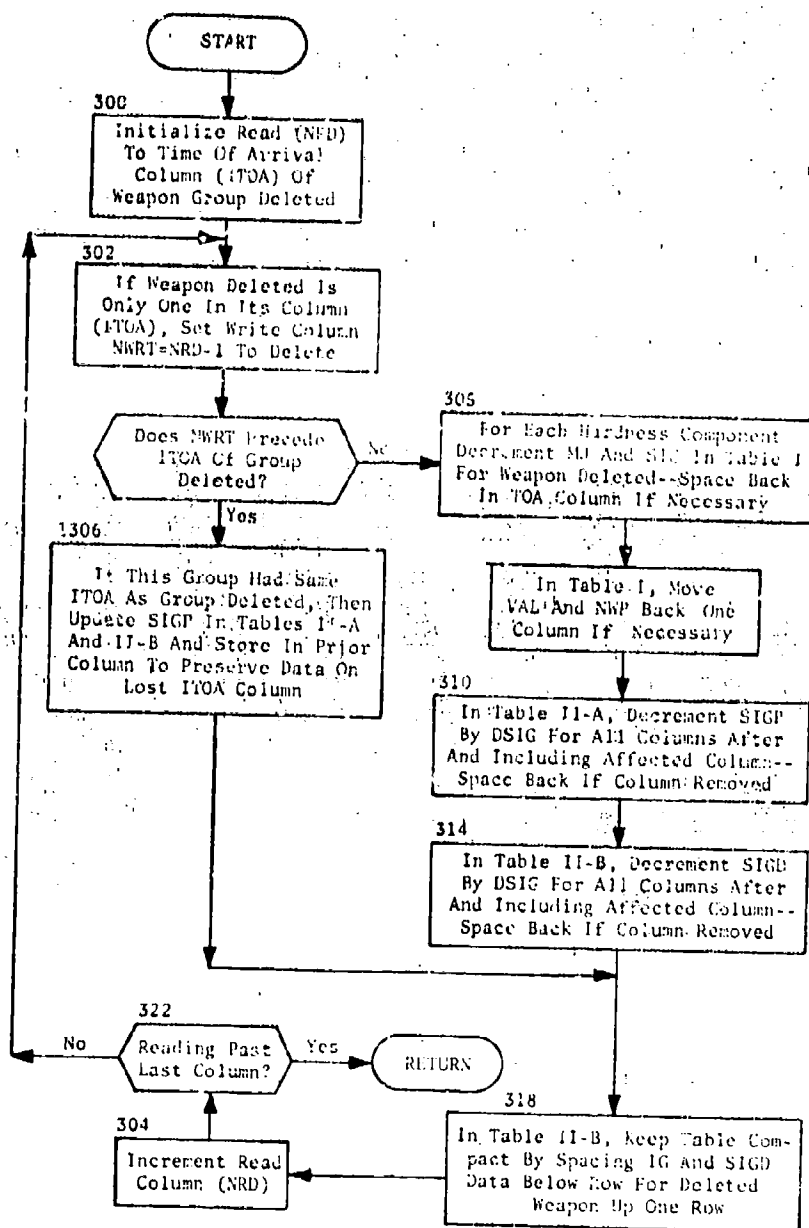 START
300
Initialize Read (NRD)
To Time Of Arrival
Column (ITOA) Of
Weapon Group Deleted
302
If Weapon Deleted Is
Only One In Its Column
(ITOA), Set Write Column
NWRT=NRD-1 To Delete
Does NWRT Precede
ITOA Of Group
Deleted?
No
Yes
305
For Each Hardness Component
Decrement MJ And SIG In Table I
For Weapon Deleted--Space Back
In TOA Column If Necessary
In Table I, Move
VAL And NWP Back One
Column If Necessary
310
In Table II-A, Decrement SIGP
By DSIG For All Columns After
And Including Affected Column--
Space Back If Column Removed
314
In Table II-B, Decrement SIGD
By DSIG For All Columns After
And Including Affected Column--
Space Back If Column Removed
1306
If This Group Had Same
ITOA As Group Deleted, Then
Update SIGP In Tables II-A
And II-B And Store In Prior
Column To Preserve Data On
Lost ITOA Column
318
In Table II-B, Keep Table Com-
pact By Spacing IG And SIGD
Data Below Row For Deleted
Weapon Up One Row
304
Increment Read
Column (NRD)
322
Reading Past
Last Column?
No
Yes
RETURN